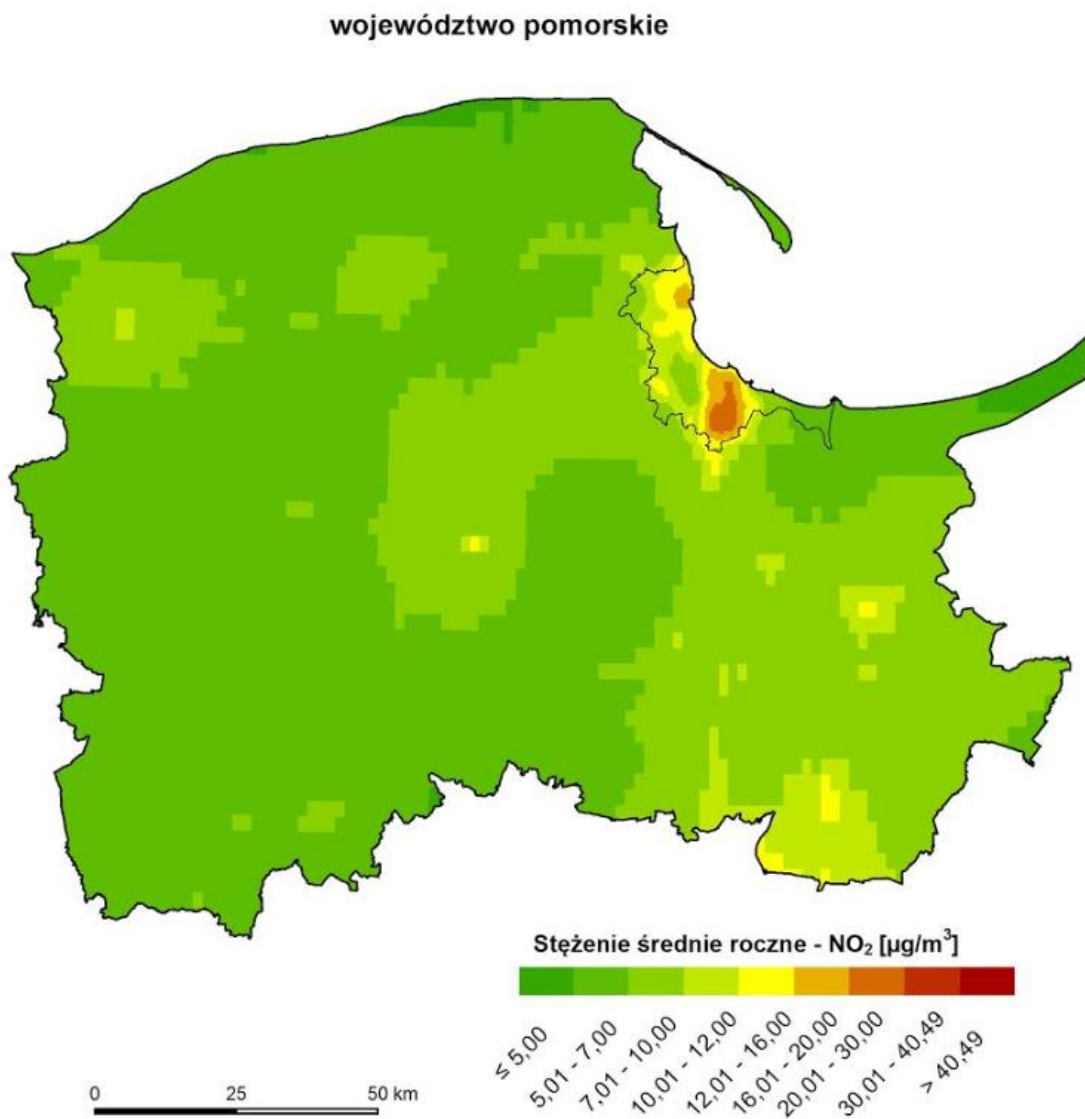 województwo pomorskie
Stężenie średnie roczne - NO₂ [µg/m³]
≤ 5,00
5,01 - 7,00
7,01 - 10,00
10,01 - 12,00
12,01 - 16,00
16,01 - 20,00
20,01 - 30,00
30,01 - 40,49
> 40,49
0 25 50 km